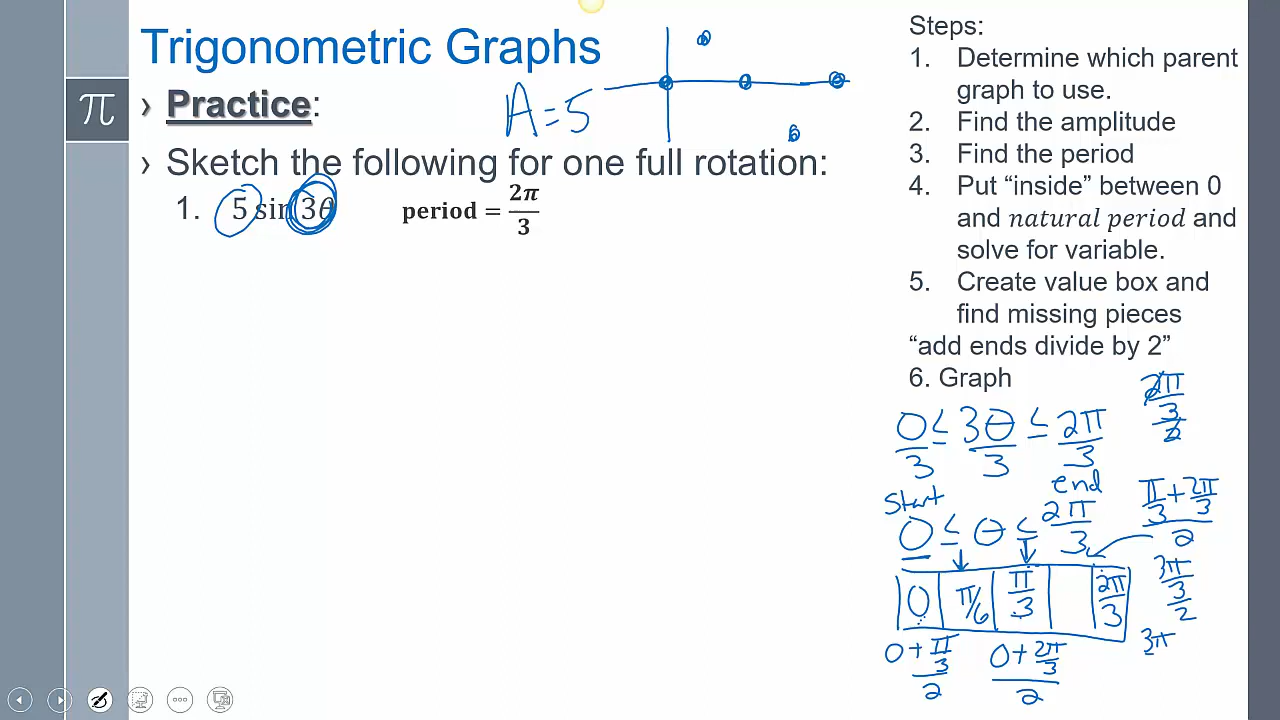 Trigonometric Graphs
π
› Practice:
A = 5
› Sketch the following for one full rotation:
1. 5 sin(3θ period = 2π/3
Steps:
1. Determine which parent
graph to use.
2. Find the amplitude
3. Find the period
4. Put “inside” between 0
and natural period and
solve for variable.
5. Create value box and
find missing pieces
“add ends divide by 2”
6. Graph
2π/3/2
0/3 ≤ 3θ/3 ≤ 2π/3
Start end
0 ≤ θ ≤ 2π/3
π/3 + 2π/3
2
0 π/6 π/3 2π/3
3π/3/2
3π
0 + π/3
2
0 + 2π/3
2